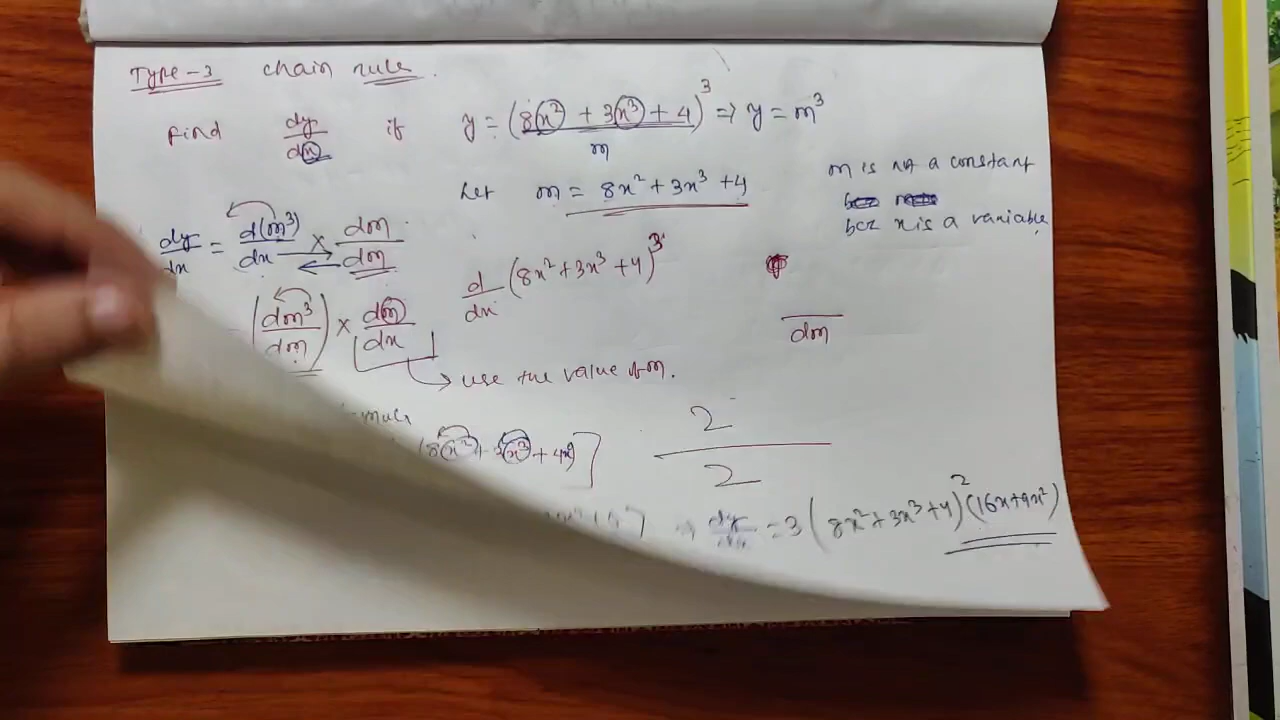 Type-3 chain rule.
Find dy/dx if y = (8x² + 3x³ + 4)³ ⇒ y = m³
m
Let m = 8x² + 3x³ + 4
m is not a constant
bcz x is a variable
dy/dx = d(m³)/dx × dm/dm
d/dx (8x² + 3x³ + 4)³
(dm³/dm) × dm/dx
dm
use the value of m.
2/2
dy/dx = 3(8x² + 3x³ + 4)² (16x + 9x²)